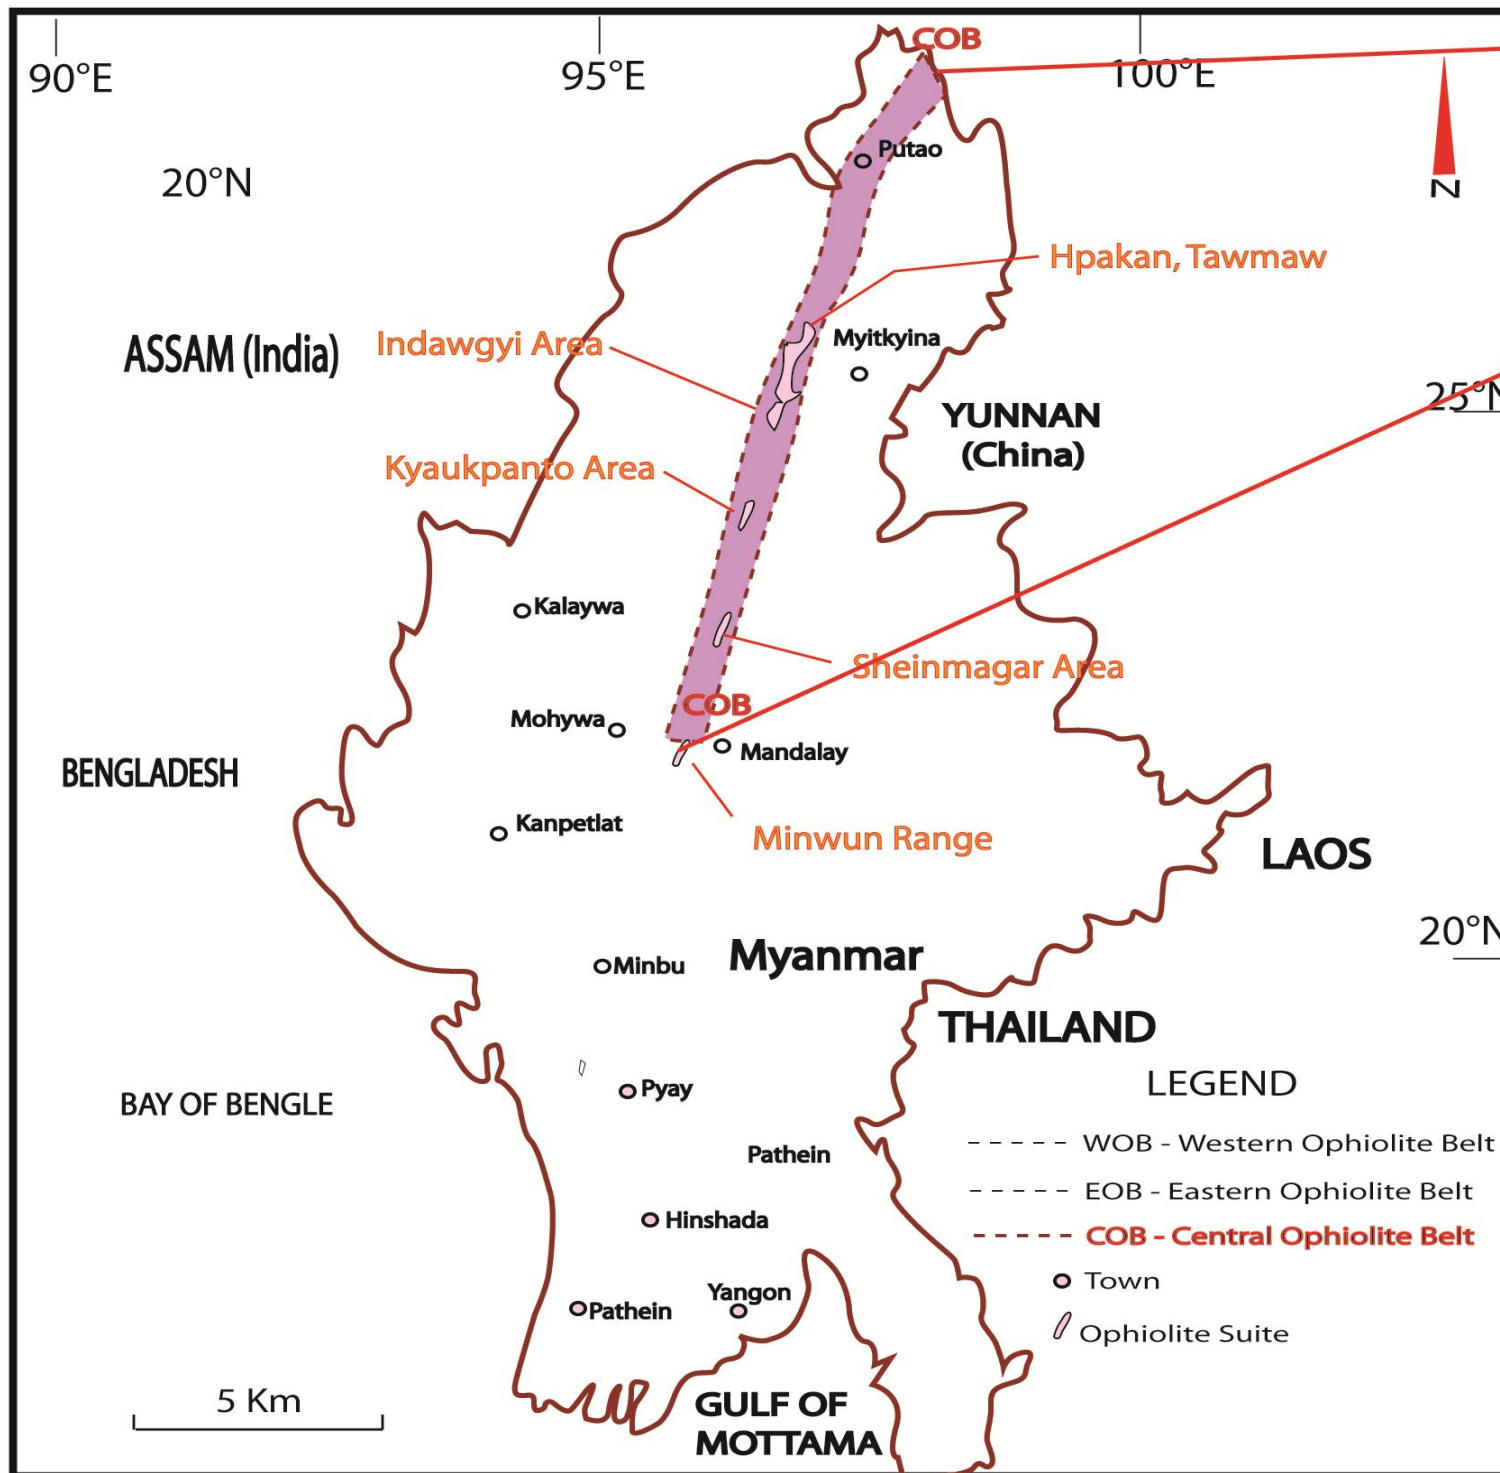 COB
90°E
95°E
100°E
Putao
20°N
N
Hpakan, Tawmaw
ASSAM (India)
Indawgyi Area
Myitkyina
25°N
YUNNAN
(China)
Kyaukpanto Area
Kalaywa
Sheinmagar Area
COB
Mohywa
Mandalay
BENGLADESH
Kanpetlat
Minwun Range
LAOS
20°N
Myanmar
Minbu
THAILAND
LEGEND
Pyay
BAY OF BENGLE
WOB - Western Ophiolite Belt
Pathein
EOB - Eastern Ophiolite Belt
Hinshada
COB - Central Ophiolite Belt
Town
Yangon
Pathein
Ophiolite Suite
5 Km
GULF OF
MOTTAMA